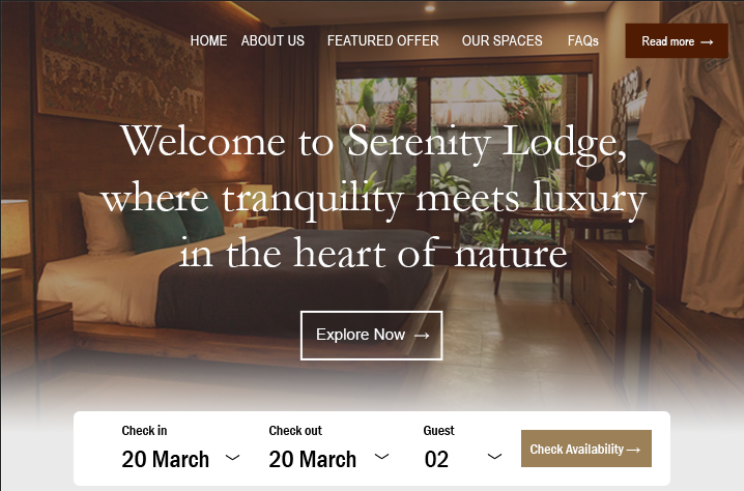 HOME ABOUT US FEATURED OFFER OUR SPACES FAQs Read more →
Welcome to Serenity Lodge,
where tranquility meets luxury
in the heart of nature
Explore Now →
Check in Check out Guest
20 March 20 March 02 Check Availability →